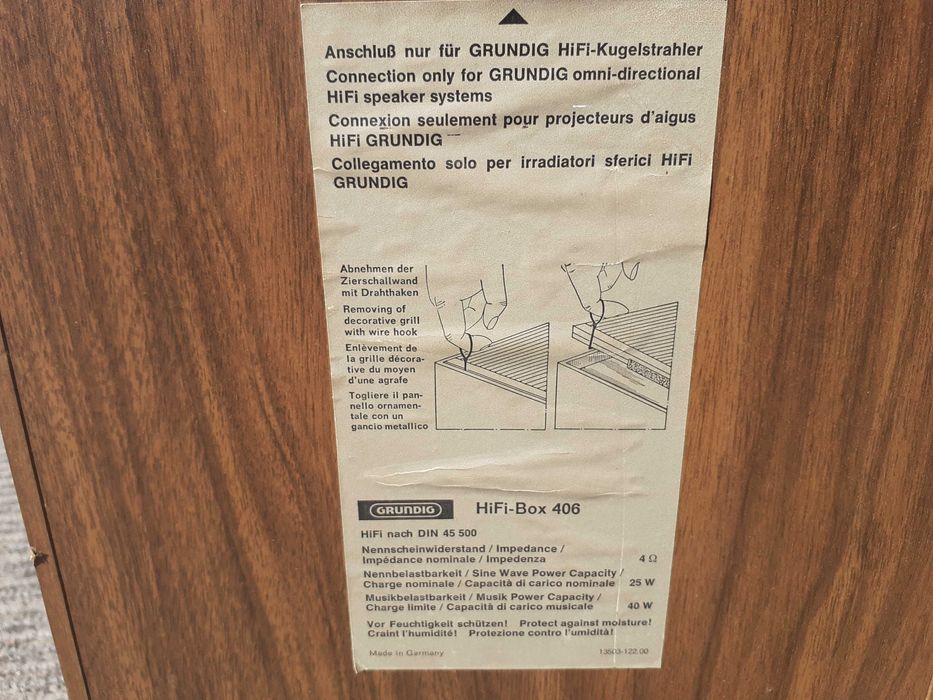 Anschluß nur für GRUNDIG HiFi-Kugelstrahler
Connection only for GRUNDIG omni-directional
HiFi speaker systems
Connexion seulement pour projecteurs d'aigus
HiFi GRUNDIG
Collegamento solo per irradiatori sferici HiFi
GRUNDIG
Abnehmen der
Zierschallwand
mit Drahthaken
Removing of
decorative grill
with wire hook
Enlèvement de
la grille décora-
tive du moyen
d'une agrafe
Togliere il pan-
nello ornamen-
tale con un
gancio metallico
GRUNDIG HiFi-Box 406
HiFi nach DIN 45 500
Nennscheinwiderstand / Impedance /
Impédance nominale / Impedenza 4 Ω
Nennbelastbarkeit / Sine Wave Power Capacity /
Charge nominale / Capacità di carico nominale 25 W
Musikbelastbarkeit / Musik Power Capacity /
Charge limite / Capacità di carico musicale 40 W
Vor Feuchtigkeit schützen! Protect against moisture!
Craint l'humidité! Protezione contro l'umidità!
Made in Germany 13503-122.00